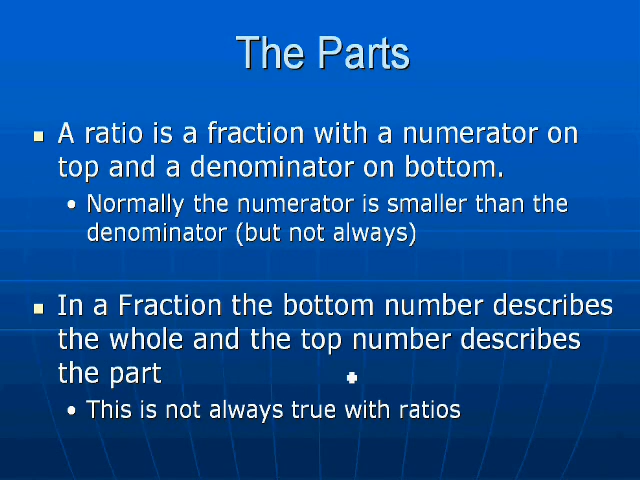 The Parts
A ratio is a fraction with a numerator on
top and a denominator on bottom.
Normally the numerator is smaller than the
denominator (but not always)
In a Fraction the bottom number describes
the whole and the top number describes
the part
This is not always true with ratios